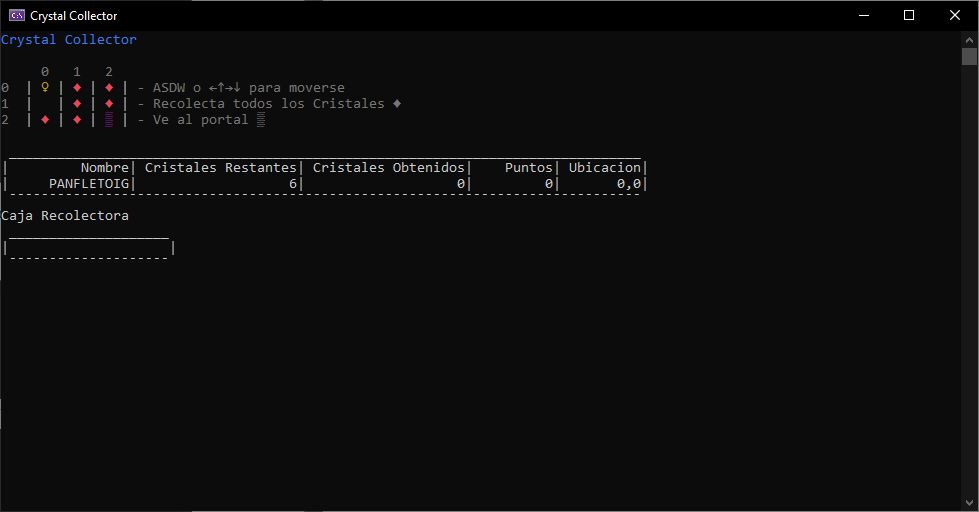 Crystal Collector
Crystal Collector
0 1 2
0 | ♀ | ♦ | ♦ | - ASDW o ←↑→↓ para moverse
1 |   | ♦ | ♦ | - Recolecta todos los Cristales ♦
2 | ♦ | ♦ | ▒ | - Ve al portal ▒
| Nombre| Cristales Restantes| Cristales Obtenidos| Puntos| Ubicacion|
| PANFLETOIG| 6| 0| 0| 0,0|
Caja Recolectora